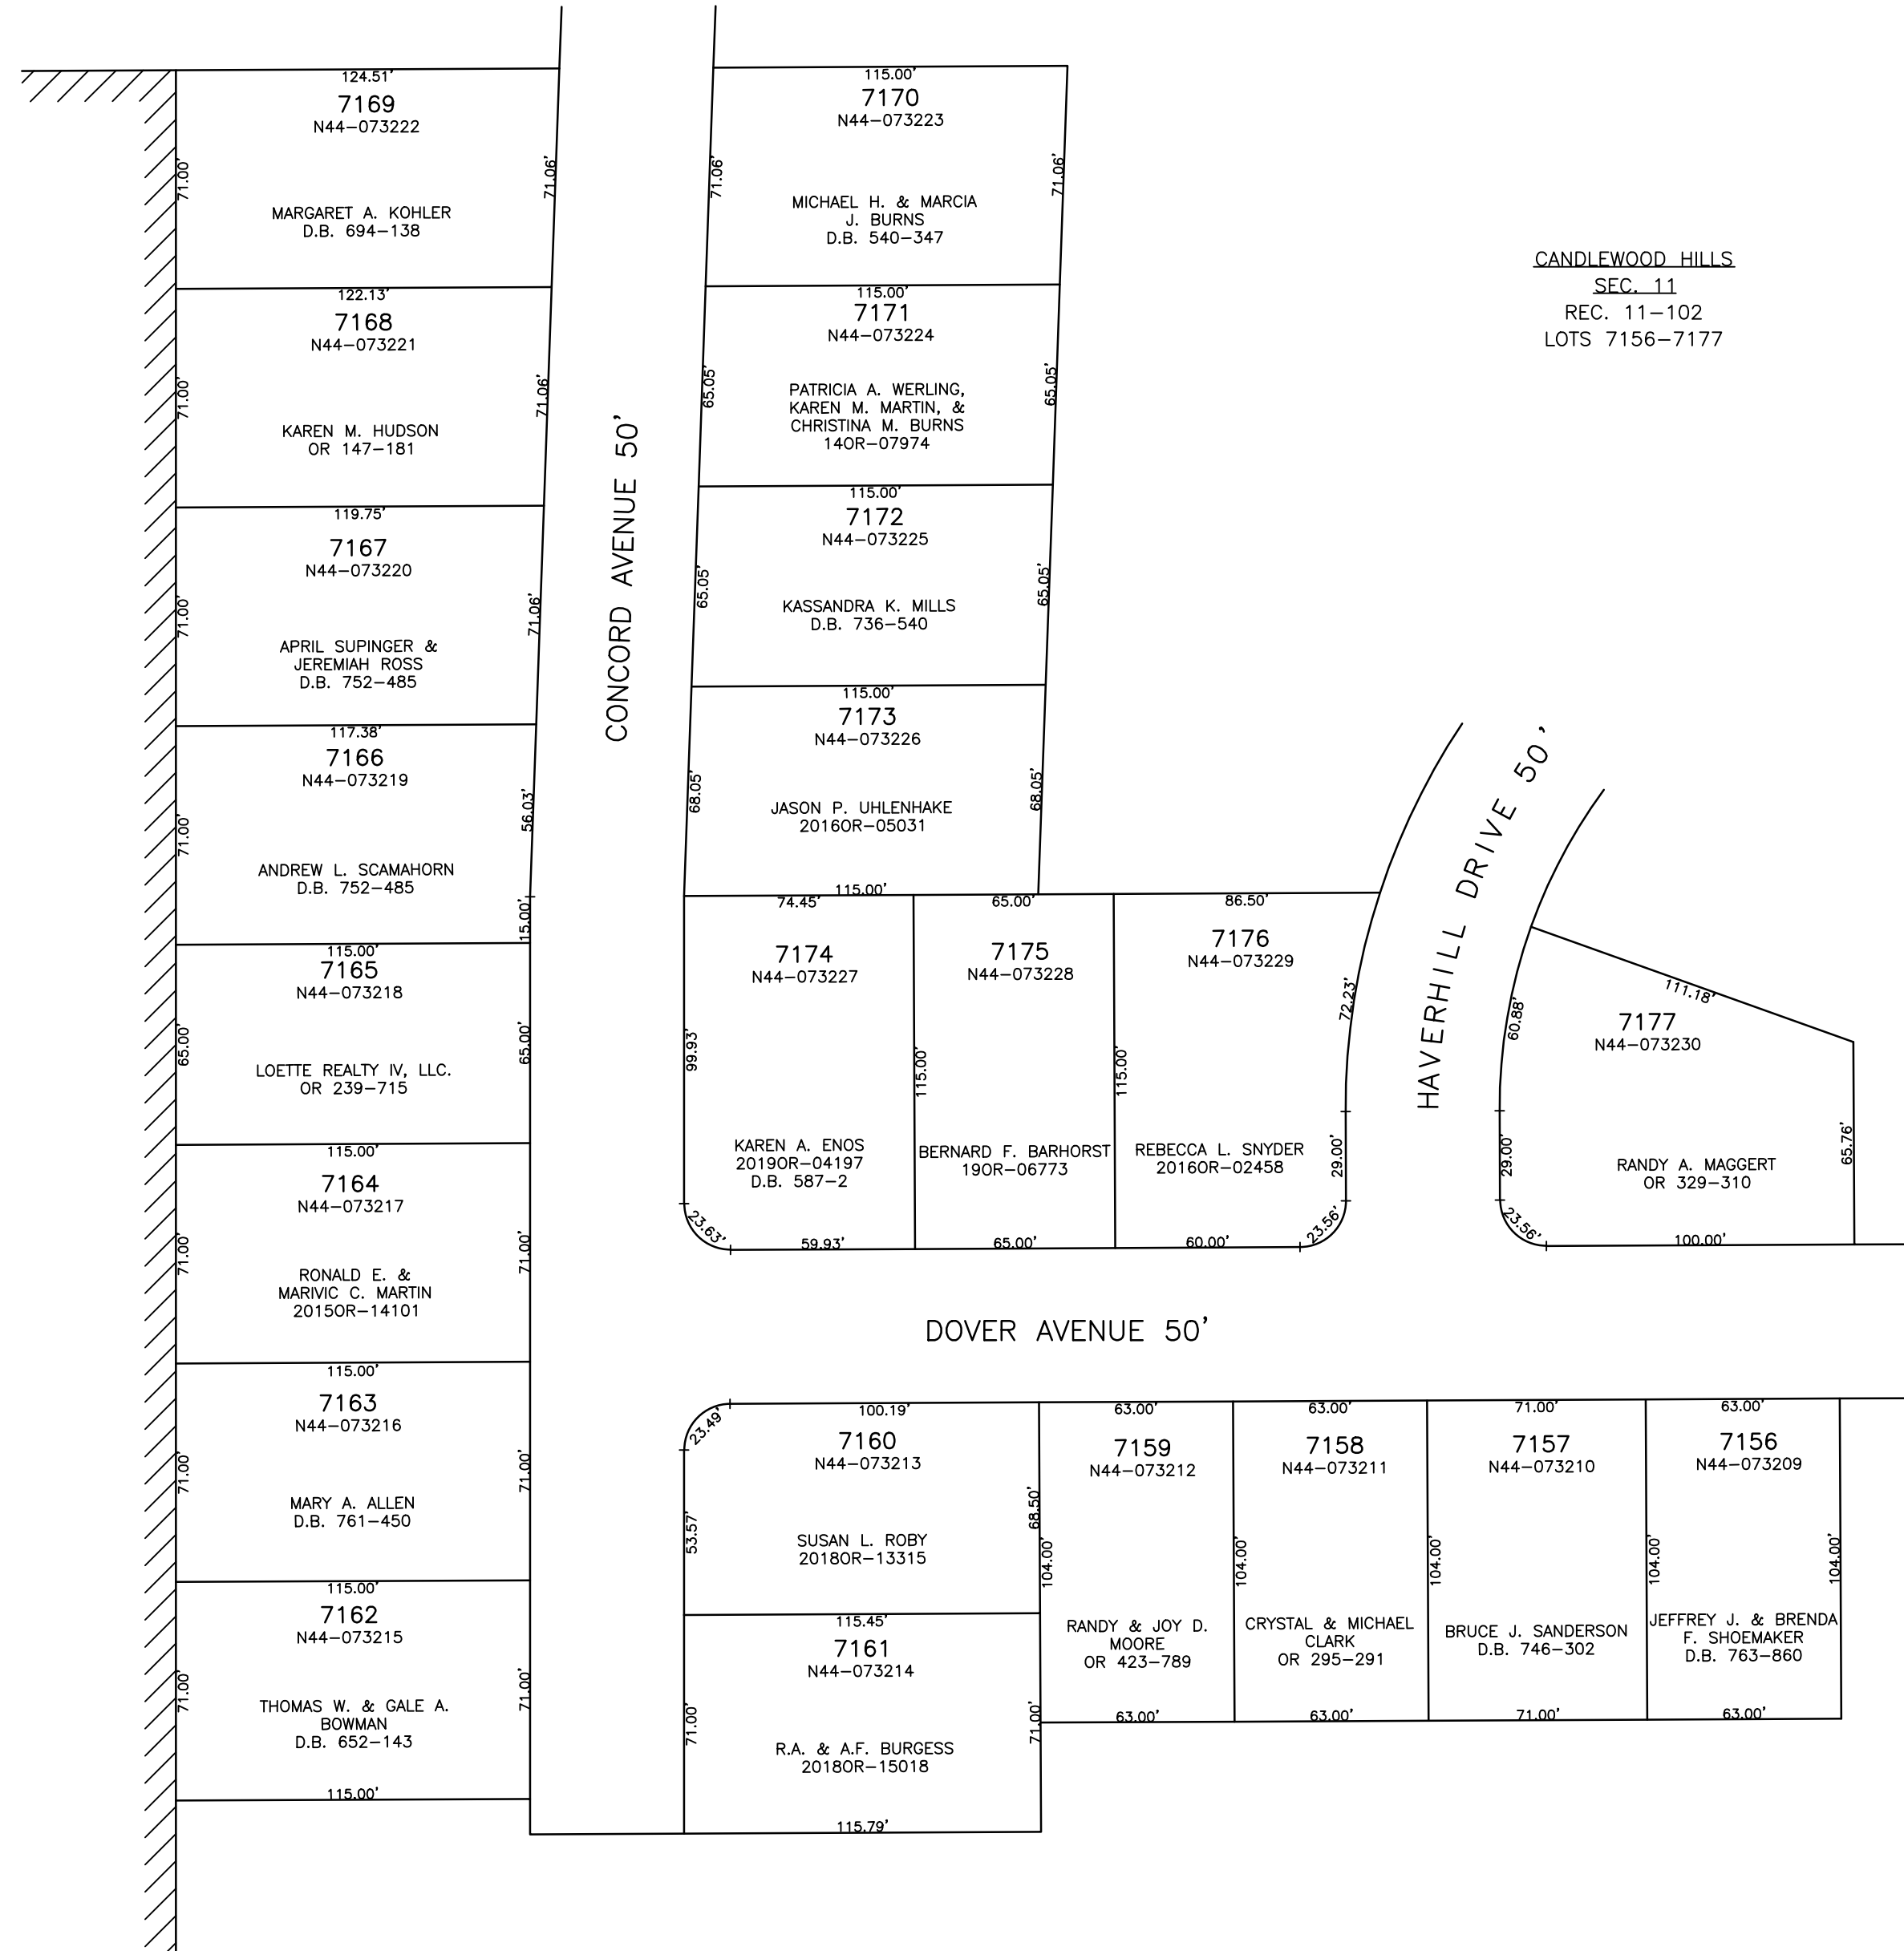 124.51'
7169
N44-073222
71.00'
71.06'
MARGARET A. KOHLER
D.B. 694-138
122.13'
7168
N44-073221
71.00'
71.06'
KAREN M. HUDSON
OR 147-181
119.75'
7167
N44-073220
71.00'
71.06'
APRIL SUPINGER &
JEREMIAH ROSS
D.B. 752-485
117.38'
7166
N44-073219
71.00'
56.03'
15.00'
ANDREW L. SCAMAHORN
D.B. 752-485
115.00'
7165
N44-073218
65.00'
65.00'
LOETTE REALTY IV, LLC.
OR 239-715
115.00'
7164
N44-073217
71.00'
71.00'
RONALD E. &
MARIVIC C. MARTIN
2015OR-14101
115.00'
7163
N44-073216
71.00'
71.00'
MARY A. ALLEN
D.B. 761-450
115.00'
7162
N44-073215
71.00'
71.00'
THOMAS W. & GALE A.
BOWMAN
D.B. 652-143
115.00'
CONCORD AVENUE 50'
115.00'
7170
N44-073223
71.06'
71.06'
MICHAEL H. & MARCIA
J. BURNS
D.B. 540-347
115.00'
7171
N44-073224
65.05'
65.05'
PATRICIA A. WERLING,
KAREN M. MARTIN, &
CHRISTINA M. BURNS
14OR-07974
115.00'
7172
N44-073225
65.05'
65.05'
KASSANDRA K. MILLS
D.B. 736-540
115.00'
7173
N44-073226
68.05'
68.05'
JASON P. UHLENHAKE
2016OR-05031
115.00'
CANDLEWOOD HILLS
SEC. 11
REC. 11-102
LOTS 7156-7177
74.45'
7174
N44-073227
99.93'
115.00'
KAREN A. ENOS
2019OR-04197
D.B. 587-2
23.63'
59.93'
65.00'
7175
N44-073228
115.00'
BERNARD F. BARHORST
19OR-06773
65.00'
86.50'
7176
N44-073229
72.23'
29.00'
REBECCA L. SNYDER
2016OR-02458
60.00'
23.56'
HAVERHILL DRIVE 50'
111.18'
7177
N44-073230
60.88'
29.00'
65.76'
RANDY A. MAGGERT
OR 329-310
23.56'
100.00'
DOVER AVENUE 50'
23.49'
100.19'
7160
N44-073213
53.57'
68.50'
SUSAN L. ROBY
2018OR-13315
115.45'
7161
N44-073214
71.00'
71.00'
R.A. & A.F. BURGESS
2018OR-15018
115.79'
63.00'
7159
N44-073212
104.00'
104.00'
RANDY & JOY D.
MOORE
OR 423-789
63.00'
63.00'
7158
N44-073211
104.00'
CRYSTAL & MICHAEL
CLARK
OR 295-291
63.00'
71.00'
7157
N44-073210
104.00'
BRUCE J. SANDERSON
D.B. 746-302
71.00'
63.00'
7156
N44-073209
104.00'
JEFFREY J. & BRENDA
F. SHOEMAKER
D.B. 763-860
63.00'